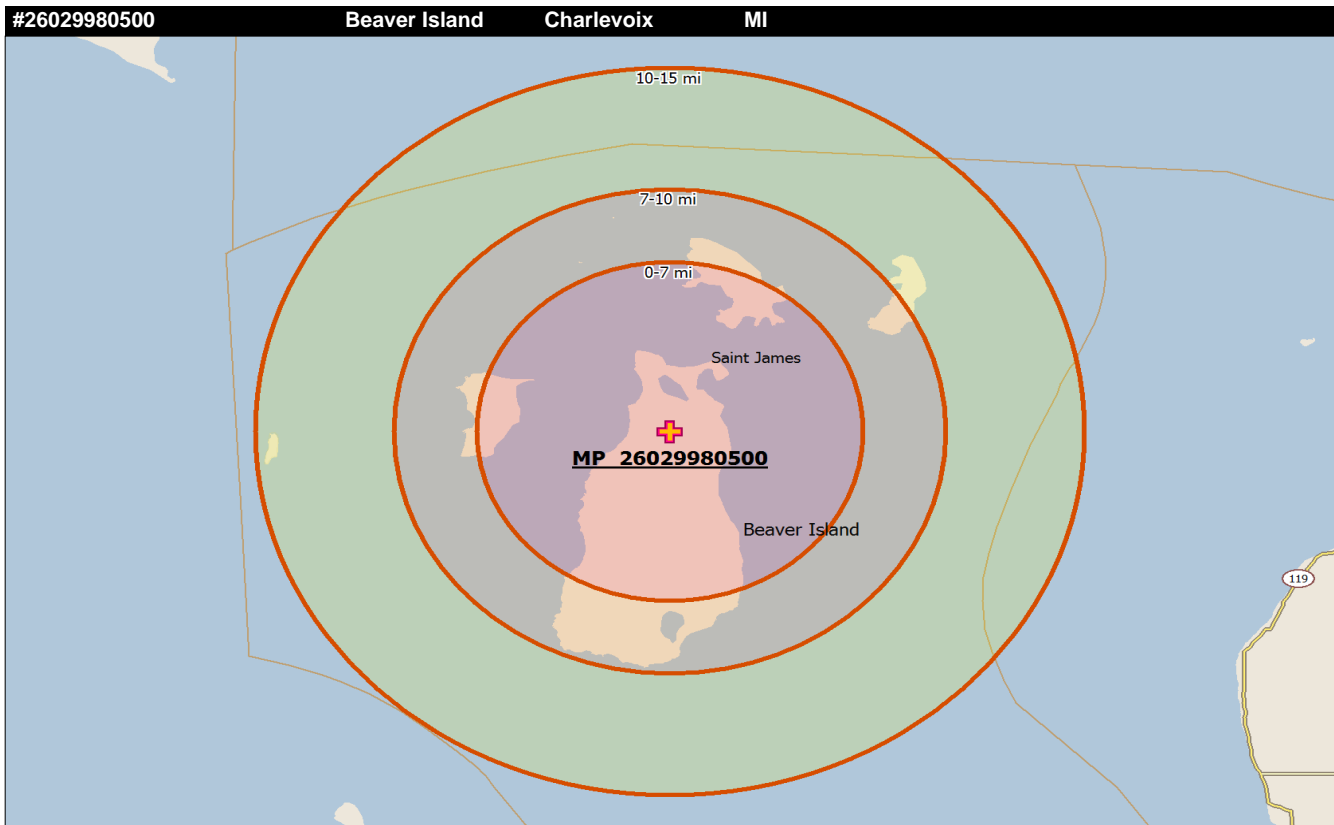 #26029980500 Beaver Island Charlevoix MI
10-15 mi
7-10 mi
0-7 mi
Saint James
MP 26029980500
Beaver Island
119